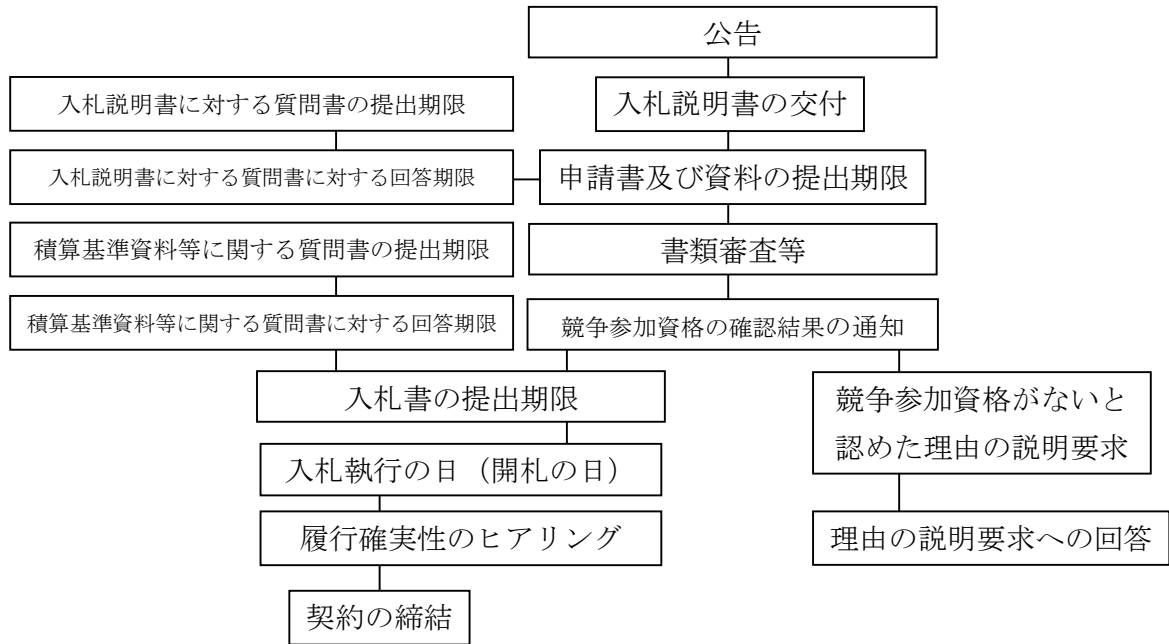 公告
入札説明書に対する質問書の提出期限
入札説明書の交付
入札説明書に対する質問書に対する回答期限
申請書及び資料の提出期限
積算基準資料等に関する質問書の提出期限
書類審査等
積算基準資料等に関する質問書に対する回答期限
競争参加資格の確認結果の通知
入札書の提出期限
競争参加資格がないと
認めた理由の説明要求
入札執行の日（開札の日）
履行確実性のヒアリング
理由の説明要求への回答
契約の締結